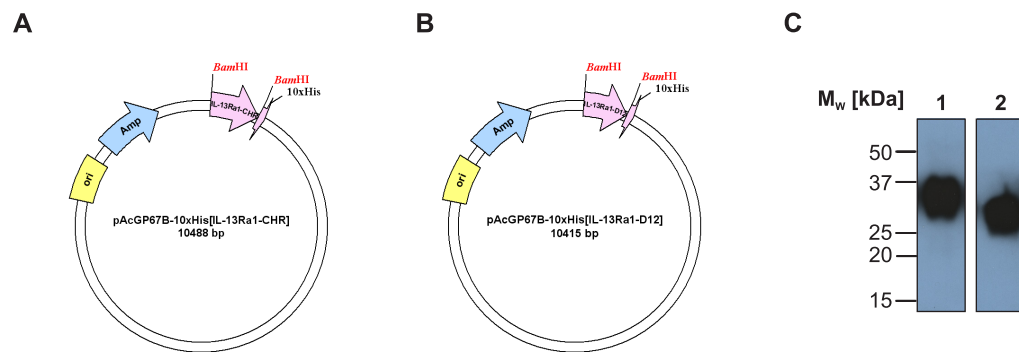 A
B
C
BamHI
BamHI
10xHis
IL-13Ra1-CHR
Amp
ori
pAcGP67B-10xHis[IL-13Ra1-CHR]
10488 bp
BamHI
BamHI
10xHis
IL-13Ra1-D12
Amp
ori
pAcGP67B-10xHis[IL-13Ra1-D12]
10415 bp
MW [kDa] 1 2
50
37
25
20
15